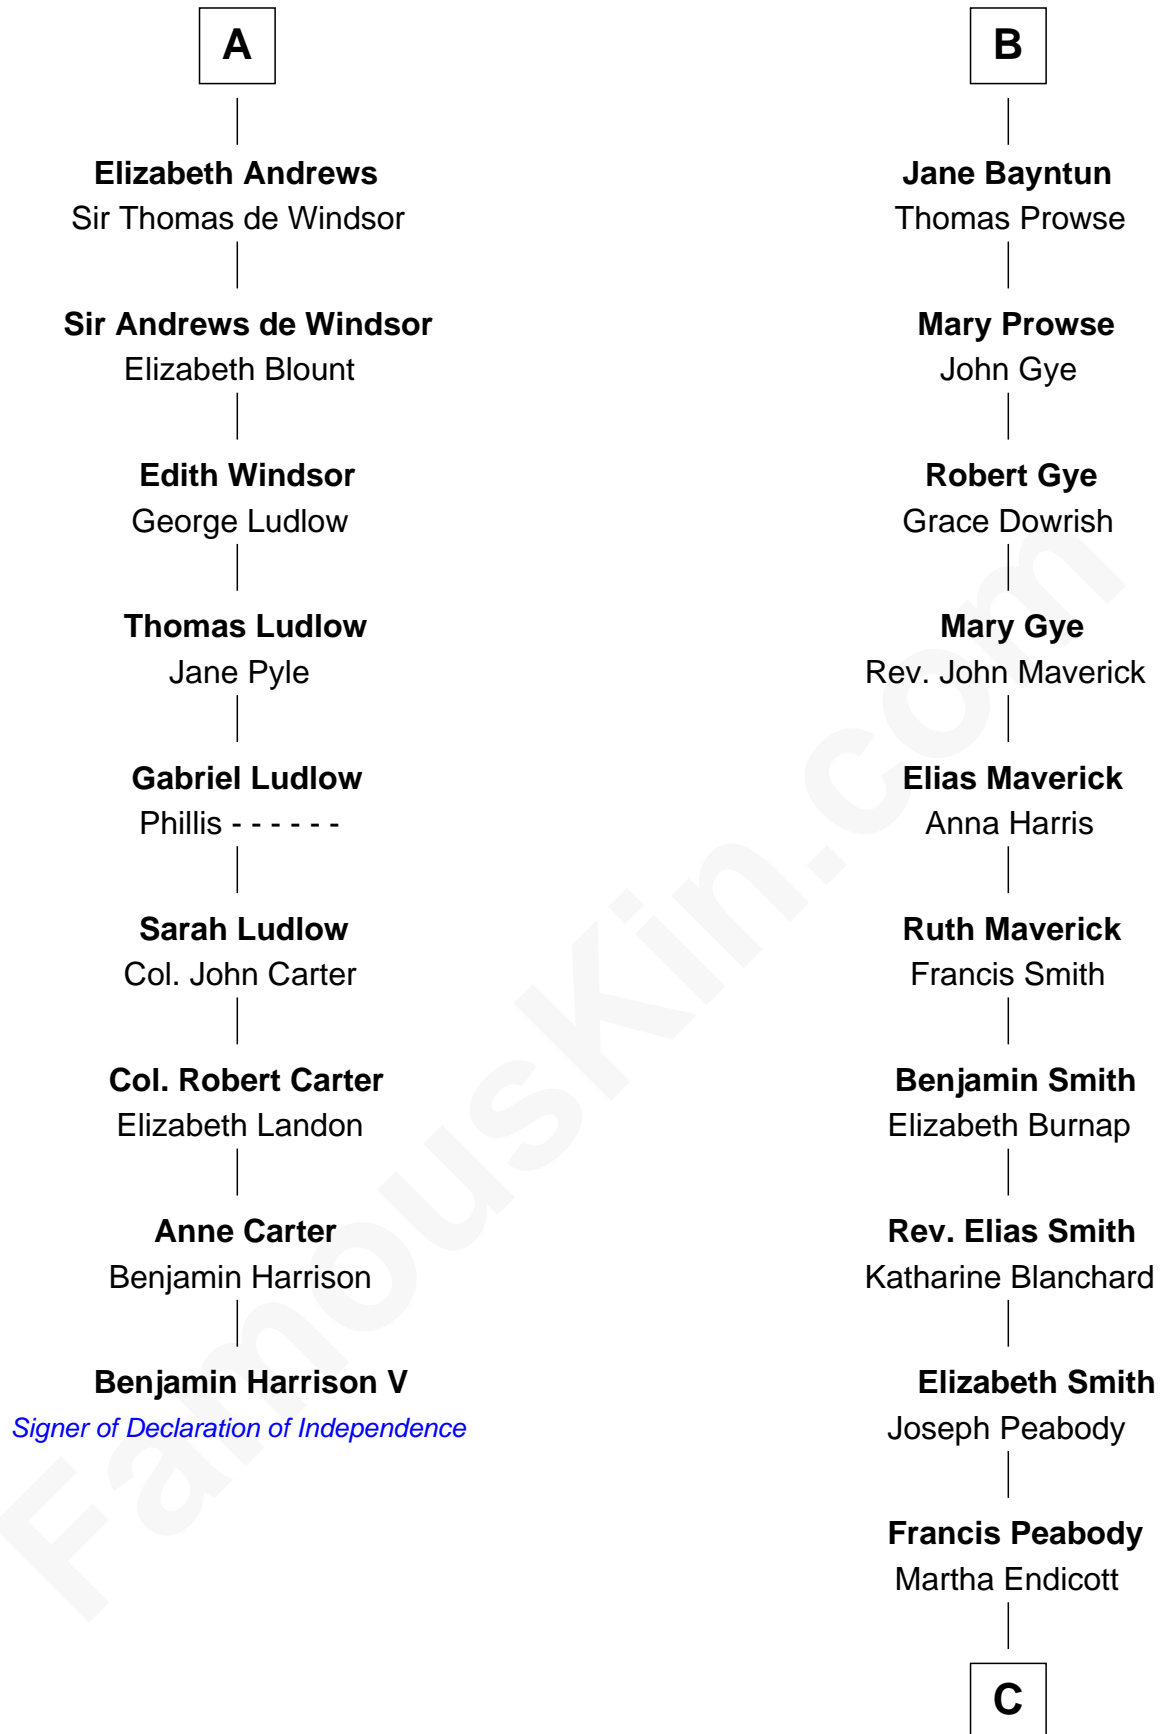 A
Elizabeth Andrews
Sir Thomas de Windsor
Sir Andrews de Windsor
Elizabeth Blount
Edith Windsor
George Ludlow
Thomas Ludlow
Jane Pyle
Gabriel Ludlow
Phillis - - - - - -
Sarah Ludlow
Col. John Carter
Col. Robert Carter
Elizabeth Landon
Anne Carter
Benjamin Harrison
Benjamin Harrison V
Signer of Declaration of Independence
B
Jane Bayntun
Thomas Prowse
Mary Prowse
John Gye
Robert Gye
Grace Dowrish
Mary Gye
Rev. John Maverick
Elias Maverick
Anna Harris
Ruth Maverick
Francis Smith
Benjamin Smith
Elizabeth Burnap
Rev. Elias Smith
Katharine Blanchard
Elizabeth Smith
Joseph Peabody
Francis Peabody
Martha Endicott
C
FamousKin.com